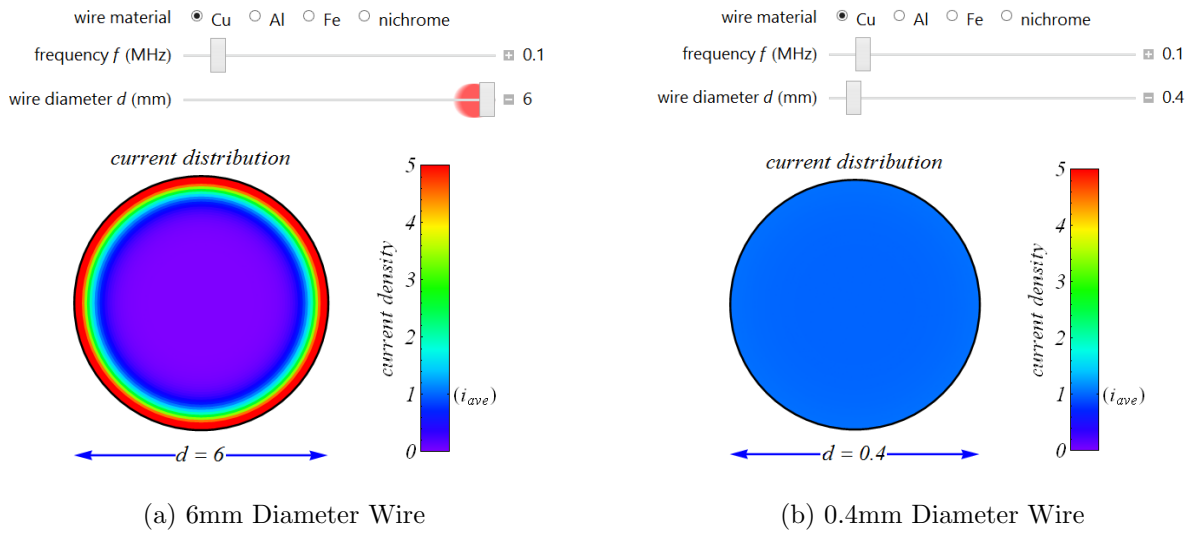 wire material Cu Al Fe nichrome
frequency f (MHz) 0.1
wire diameter d (mm) 6
current distribution
5
4
3
2
1
0
current density
(i_ave)
d = 6
(a) 6mm Diameter Wire
wire material Cu Al Fe nichrome
frequency f (MHz) 0.1
wire diameter d (mm) 0.4
current distribution
5
4
3
2
1
0
current density
(i_ave)
d = 0.4
(b) 0.4mm Diameter Wire